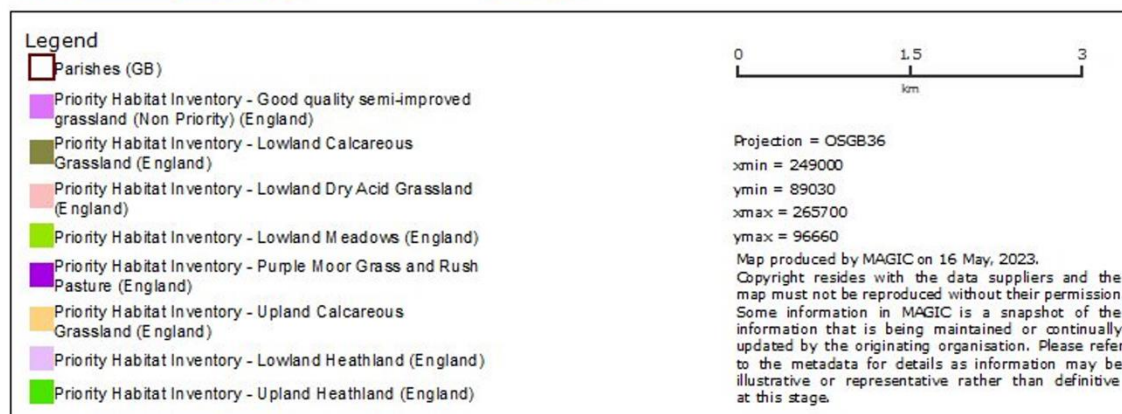 Legend
Parishes (GB)
Priority Habitat Inventory - Good quality semi-improved
grassland (Non Priority) (England)
Priority Habitat Inventory - Lowland Calcareous
Grassland (England)
Priority Habitat Inventory - Lowland Dry Acid Grassland
(England)
Priority Habitat Inventory - Lowland Meadows (England)
Priority Habitat Inventory - Purple Moor Grass and Rush
Pasture (England)
Priority Habitat Inventory - Upland Calcareous
Grassland (England)
Priority Habitat Inventory - Lowland Heathland (England)
Priority Habitat Inventory - Upland Heathland (England)
0 1.5 3
km
Projection = OSGB36
xmin = 249000
ymin = 89030
xmax = 265700
ymax = 96660
Map produced by MAGIC on 16 May, 2023.
Copyright resides with the data suppliers and the
map must not be reproduced without their permission
Some information in MAGIC is a snapshot of the
information that is being maintained or continually
updated by the originating organisation. Please refer
to the metadata for details as information may be
illustrative or representative rather than definitive
at this stage.